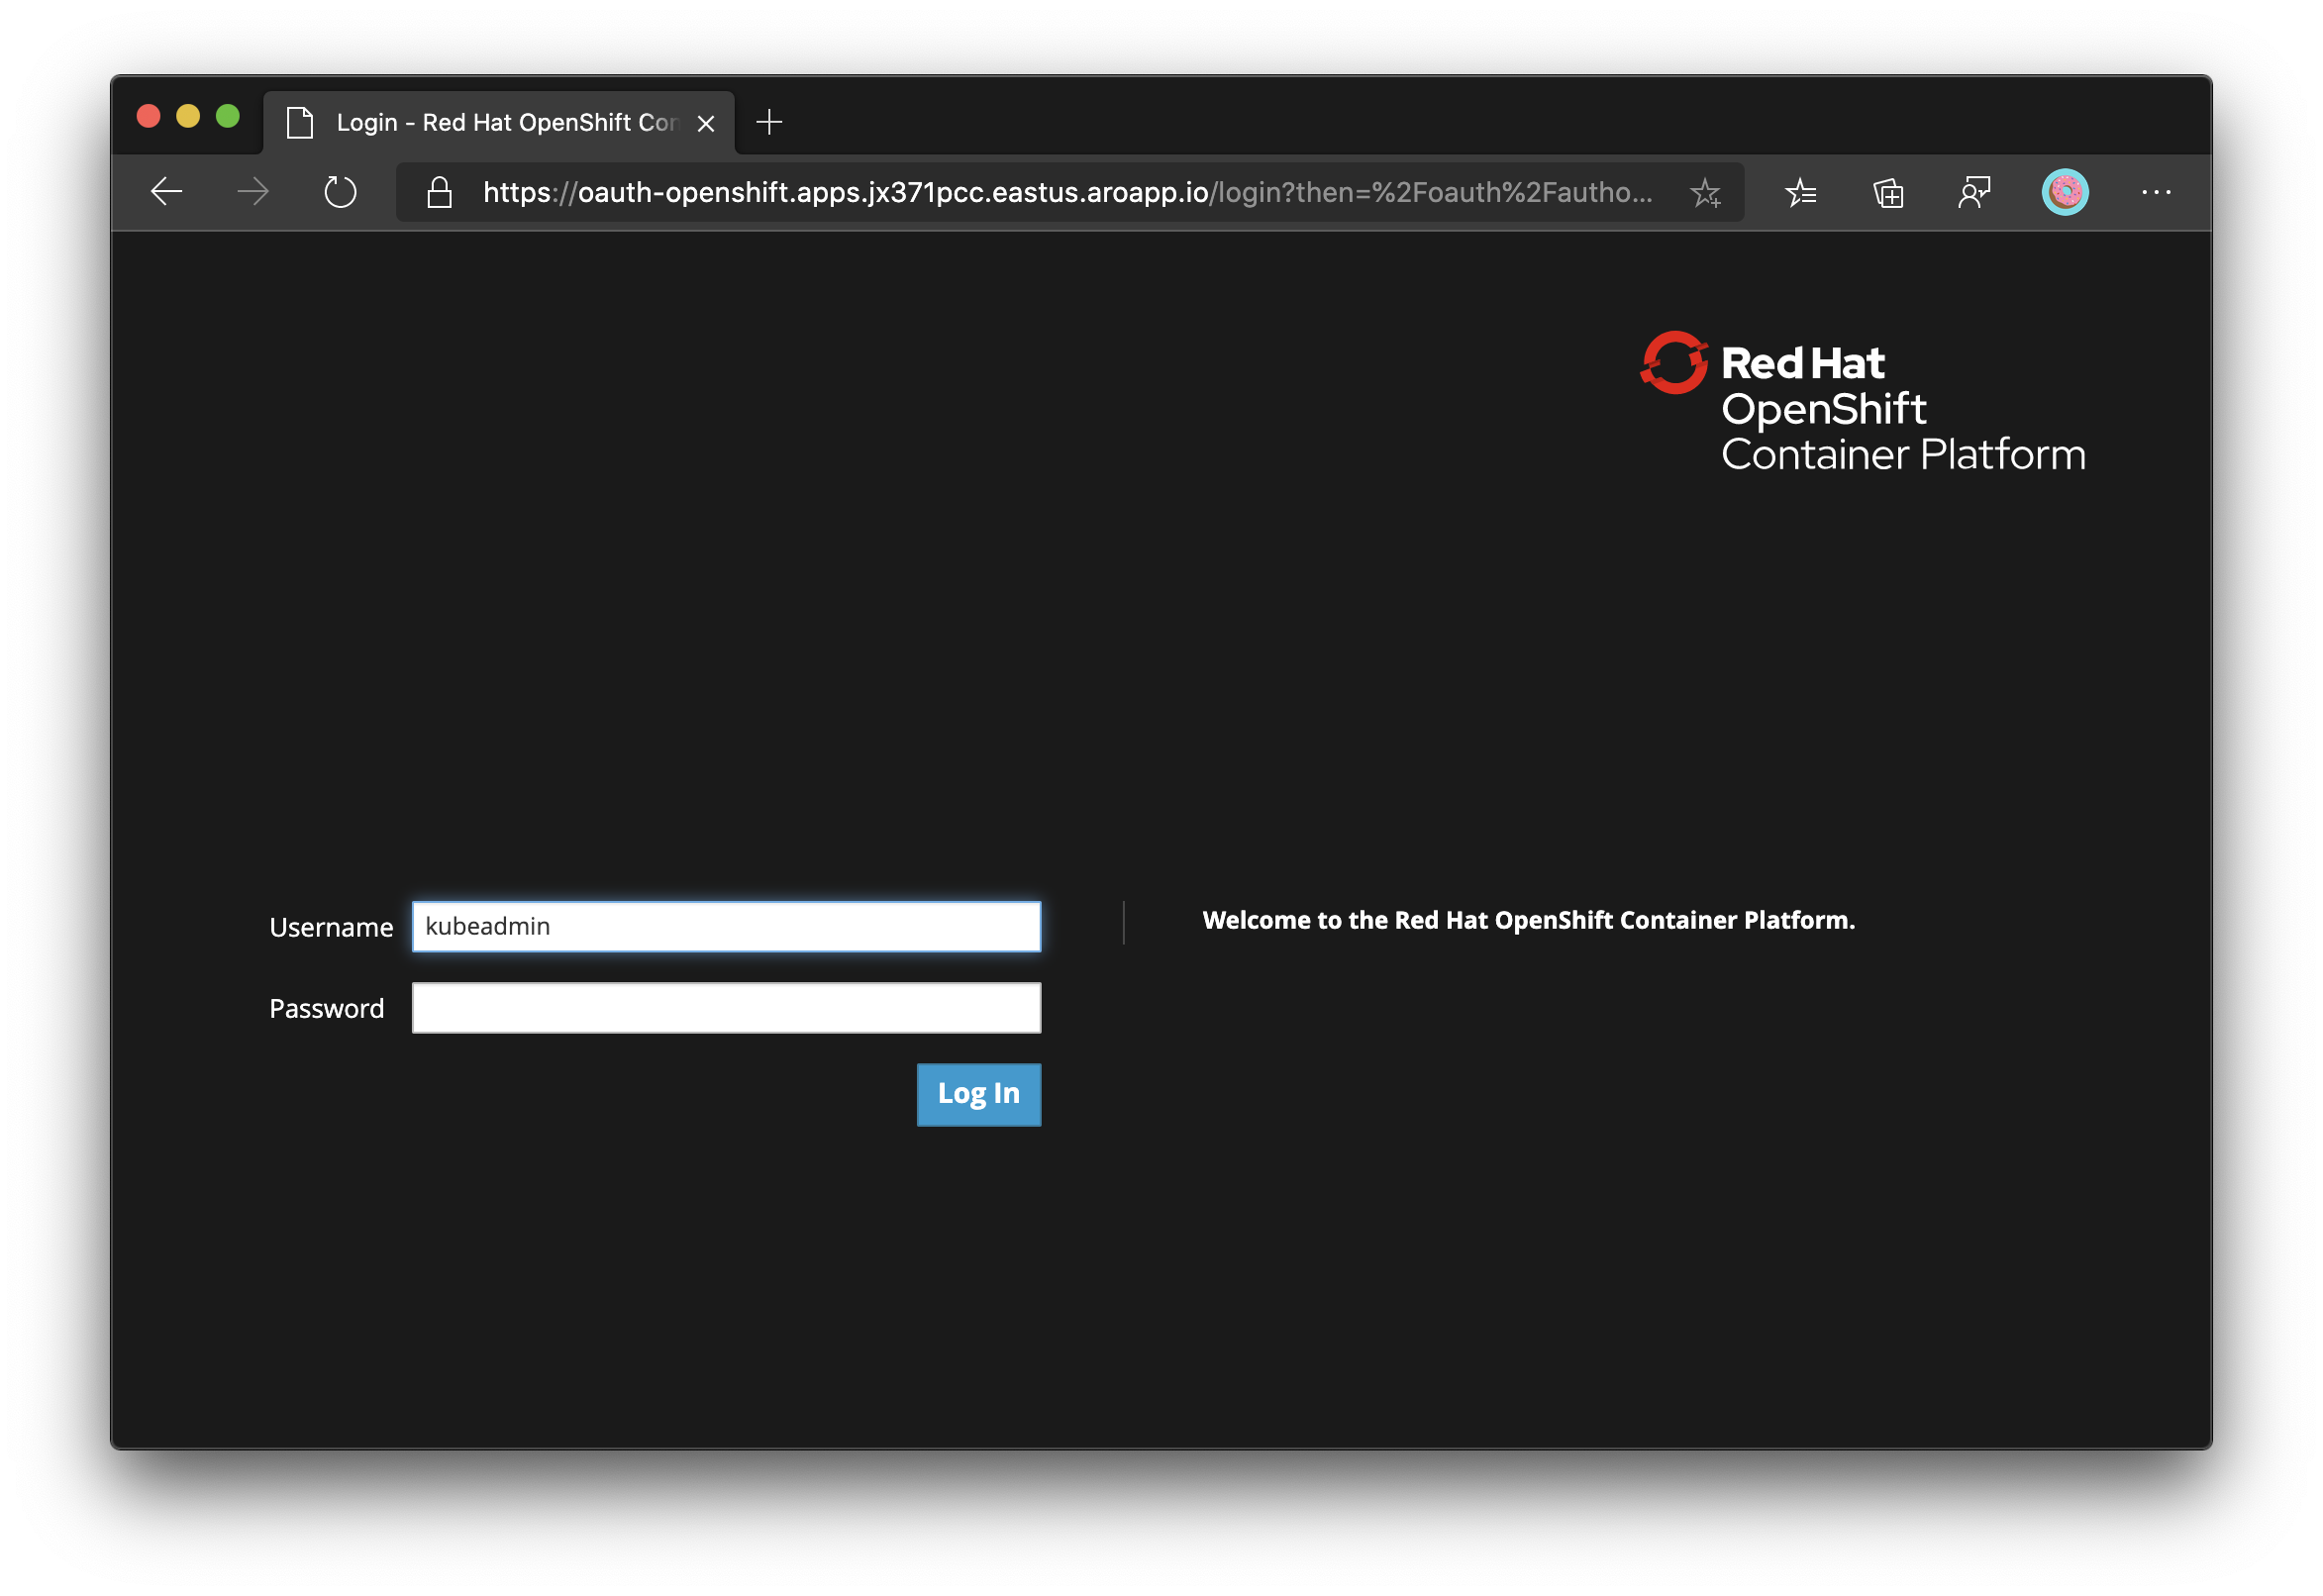 Login - Red Hat OpenShift Con
https://oauth-openshift.apps.jx371pcc.eastus.aroapp.io/login?then=%2Foauth%2Fautho...
Red Hat
OpenShift
Container Platform
Username kubeadmin
Welcome to the Red Hat OpenShift Container Platform.
Password
Log In